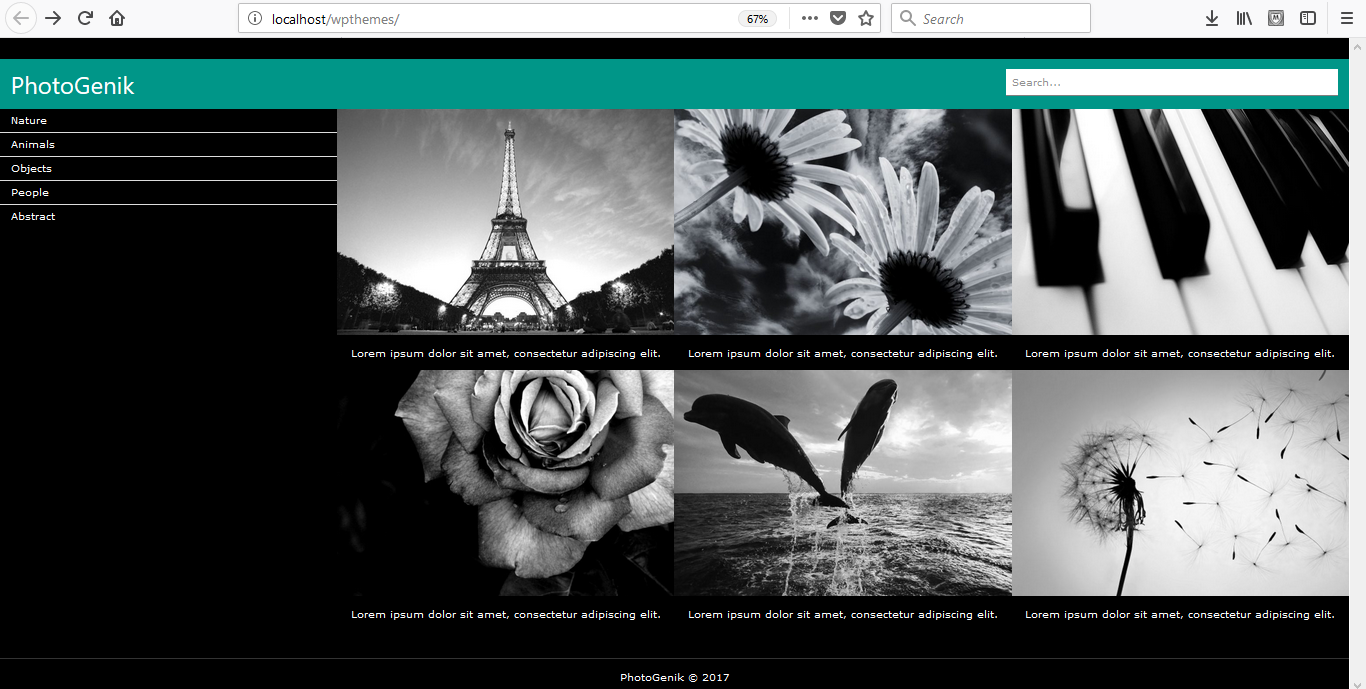 localhost/wpthemes/
67%
Search
PhotoGenik
Search...
Nature
Animals
Objects
People
Abstract
Lorem ipsum dolor sit amet, consectetur adipiscing elit.
Lorem ipsum dolor sit amet, consectetur adipiscing elit.
Lorem ipsum dolor sit amet, consectetur adipiscing elit.
Lorem ipsum dolor sit amet, consectetur adipiscing elit.
Lorem ipsum dolor sit amet, consectetur adipiscing elit.
Lorem ipsum dolor sit amet, consectetur adipiscing elit.
PhotoGenik © 2017